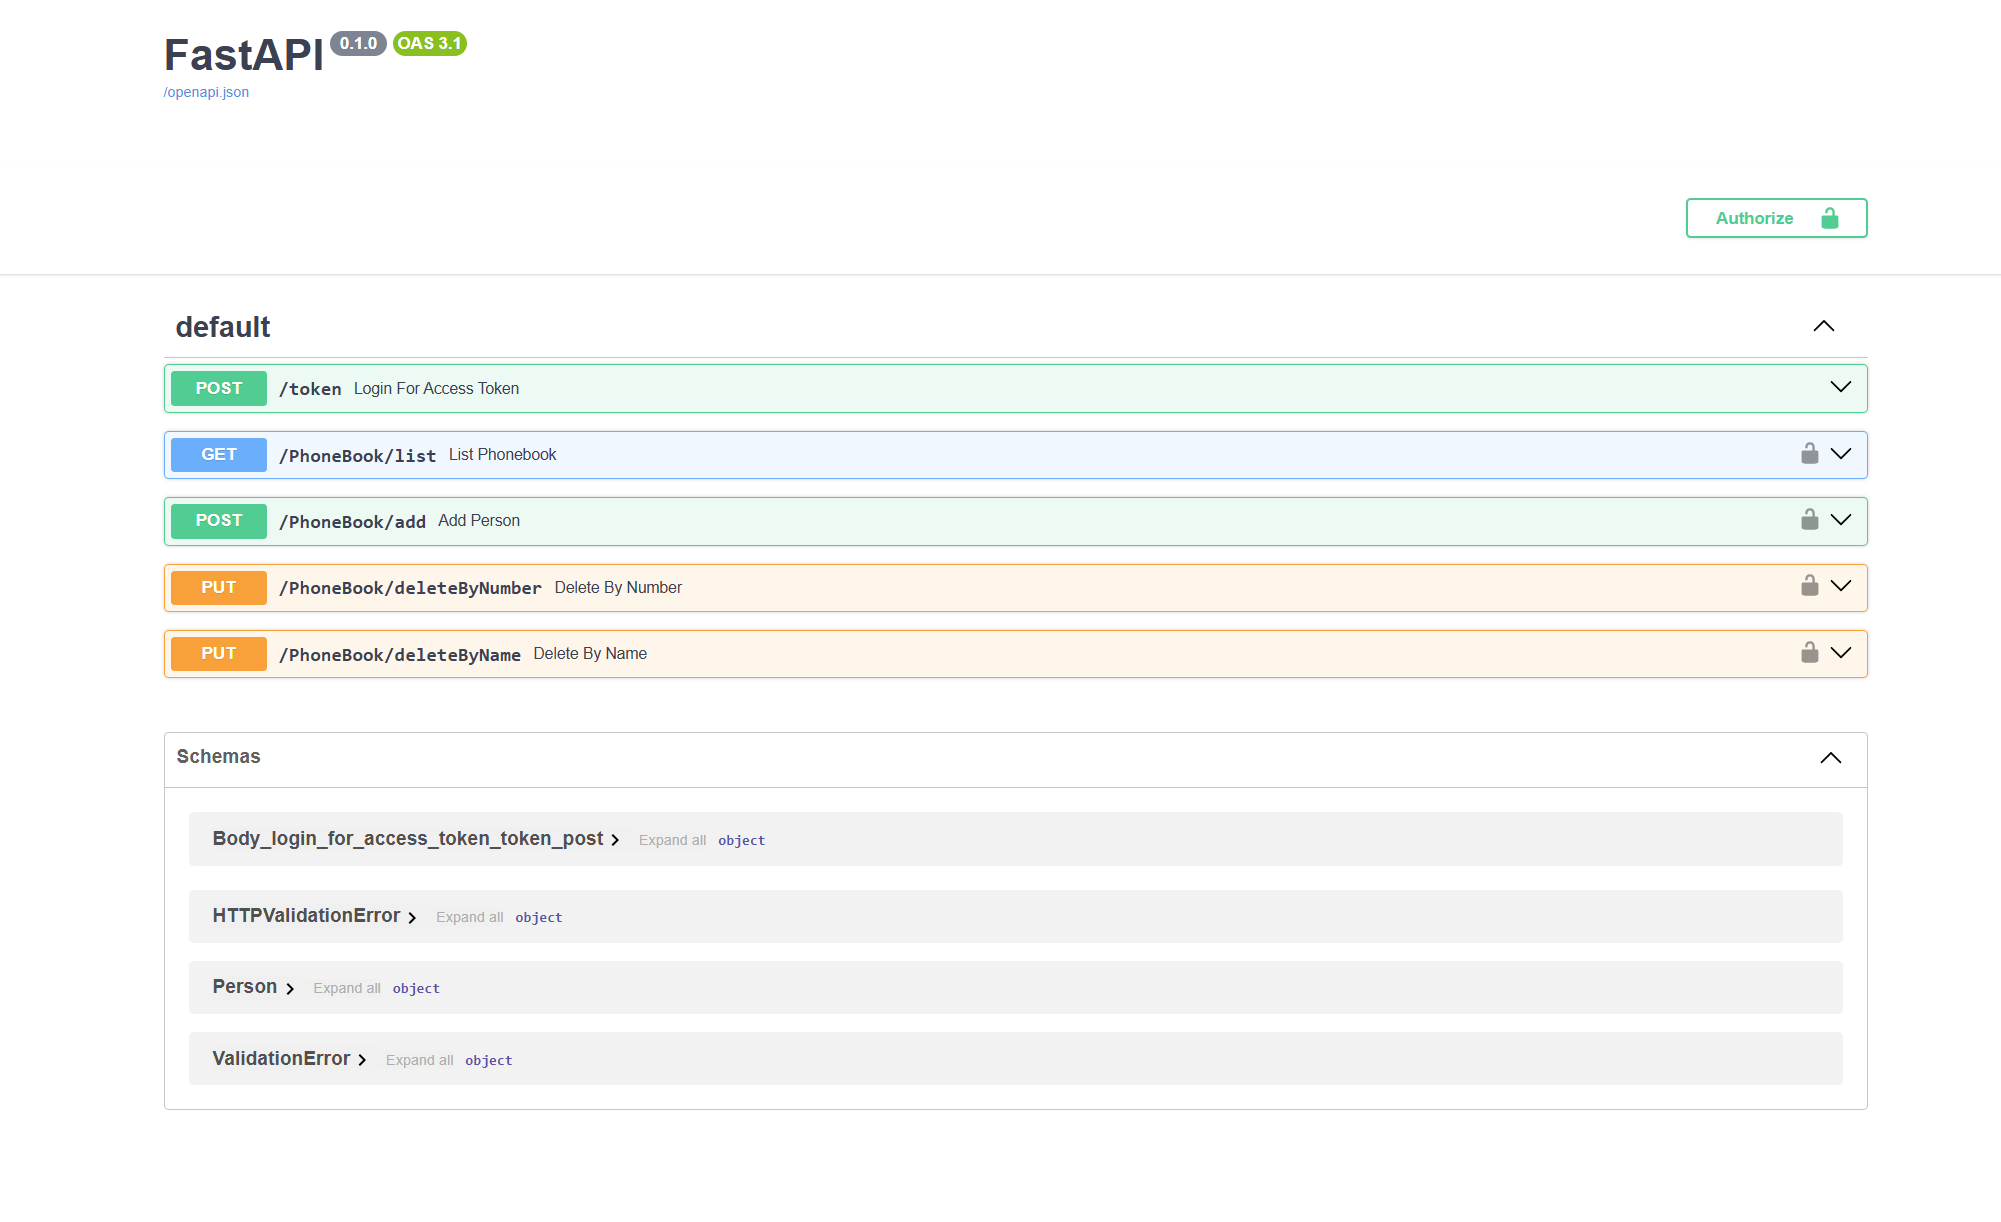 FastAPI 0.1.0 OAS 3.1
/openapi.json
Authorize
default
POST /token Login For Access Token
GET /PhoneBook/list List Phonebook
POST /PhoneBook/add Add Person
PUT /PhoneBook/deleteByNumber Delete By Number
PUT /PhoneBook/deleteByName Delete By Name
Schemas
Body_login_for_access_token_token_post Expand all object
HTTPValidationError Expand all object
Person Expand all object
ValidationError Expand all object